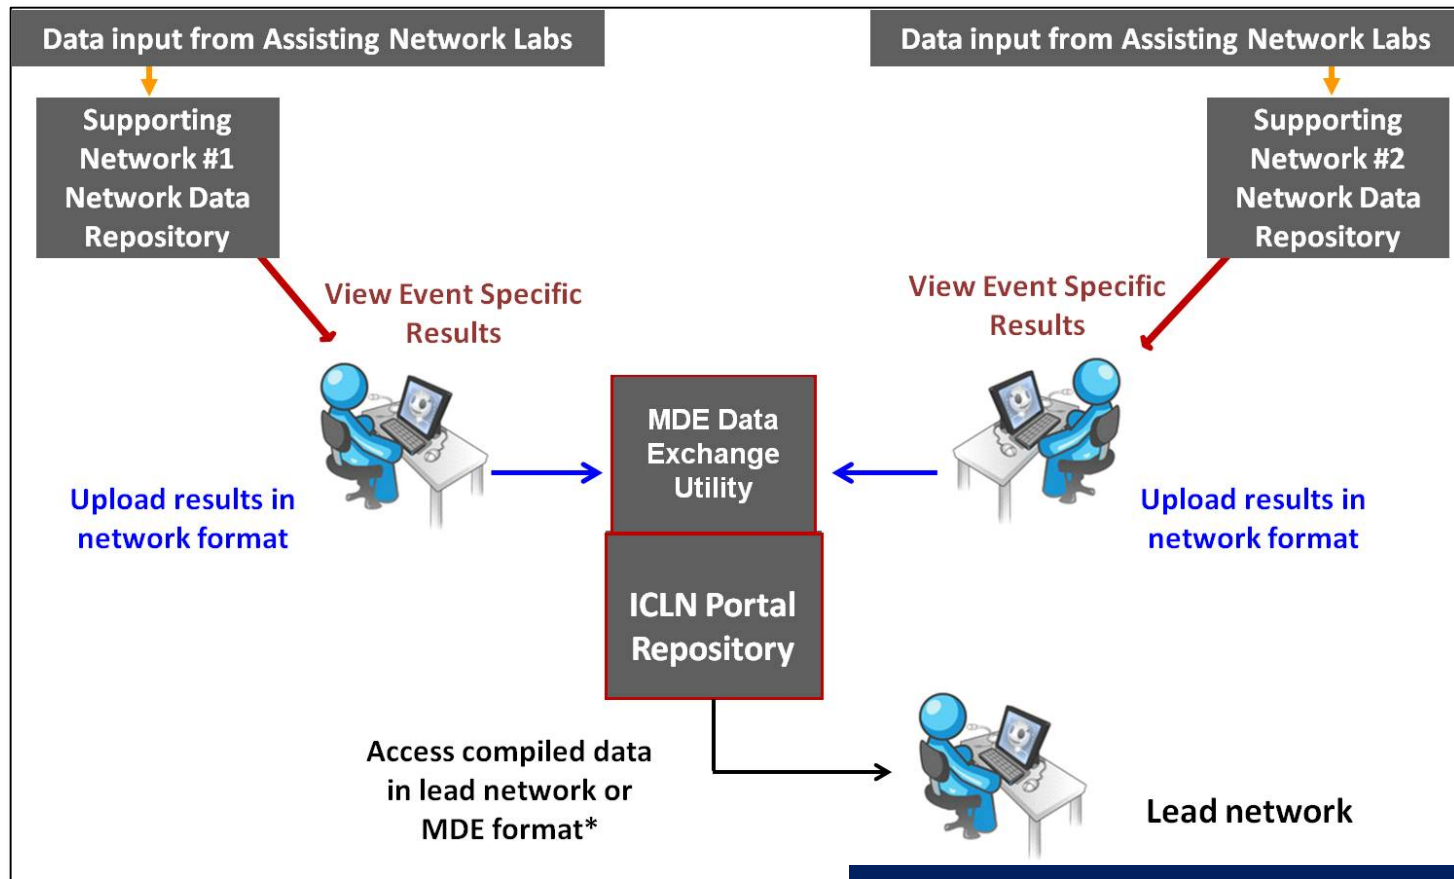 Data input from Assisting Network Labs
Data input from Assisting Network Labs
Supporting
Network #1
Network Data
Repository
Supporting
Network #2
Network Data
Repository
View Event Specific
Results
View Event Specific
Results
MDE Data
Exchange
Utility
Upload results in
network format
Upload results in
network format
ICLN Portal
Repository
Access compiled data
in lead network or
MDE format*
Lead network